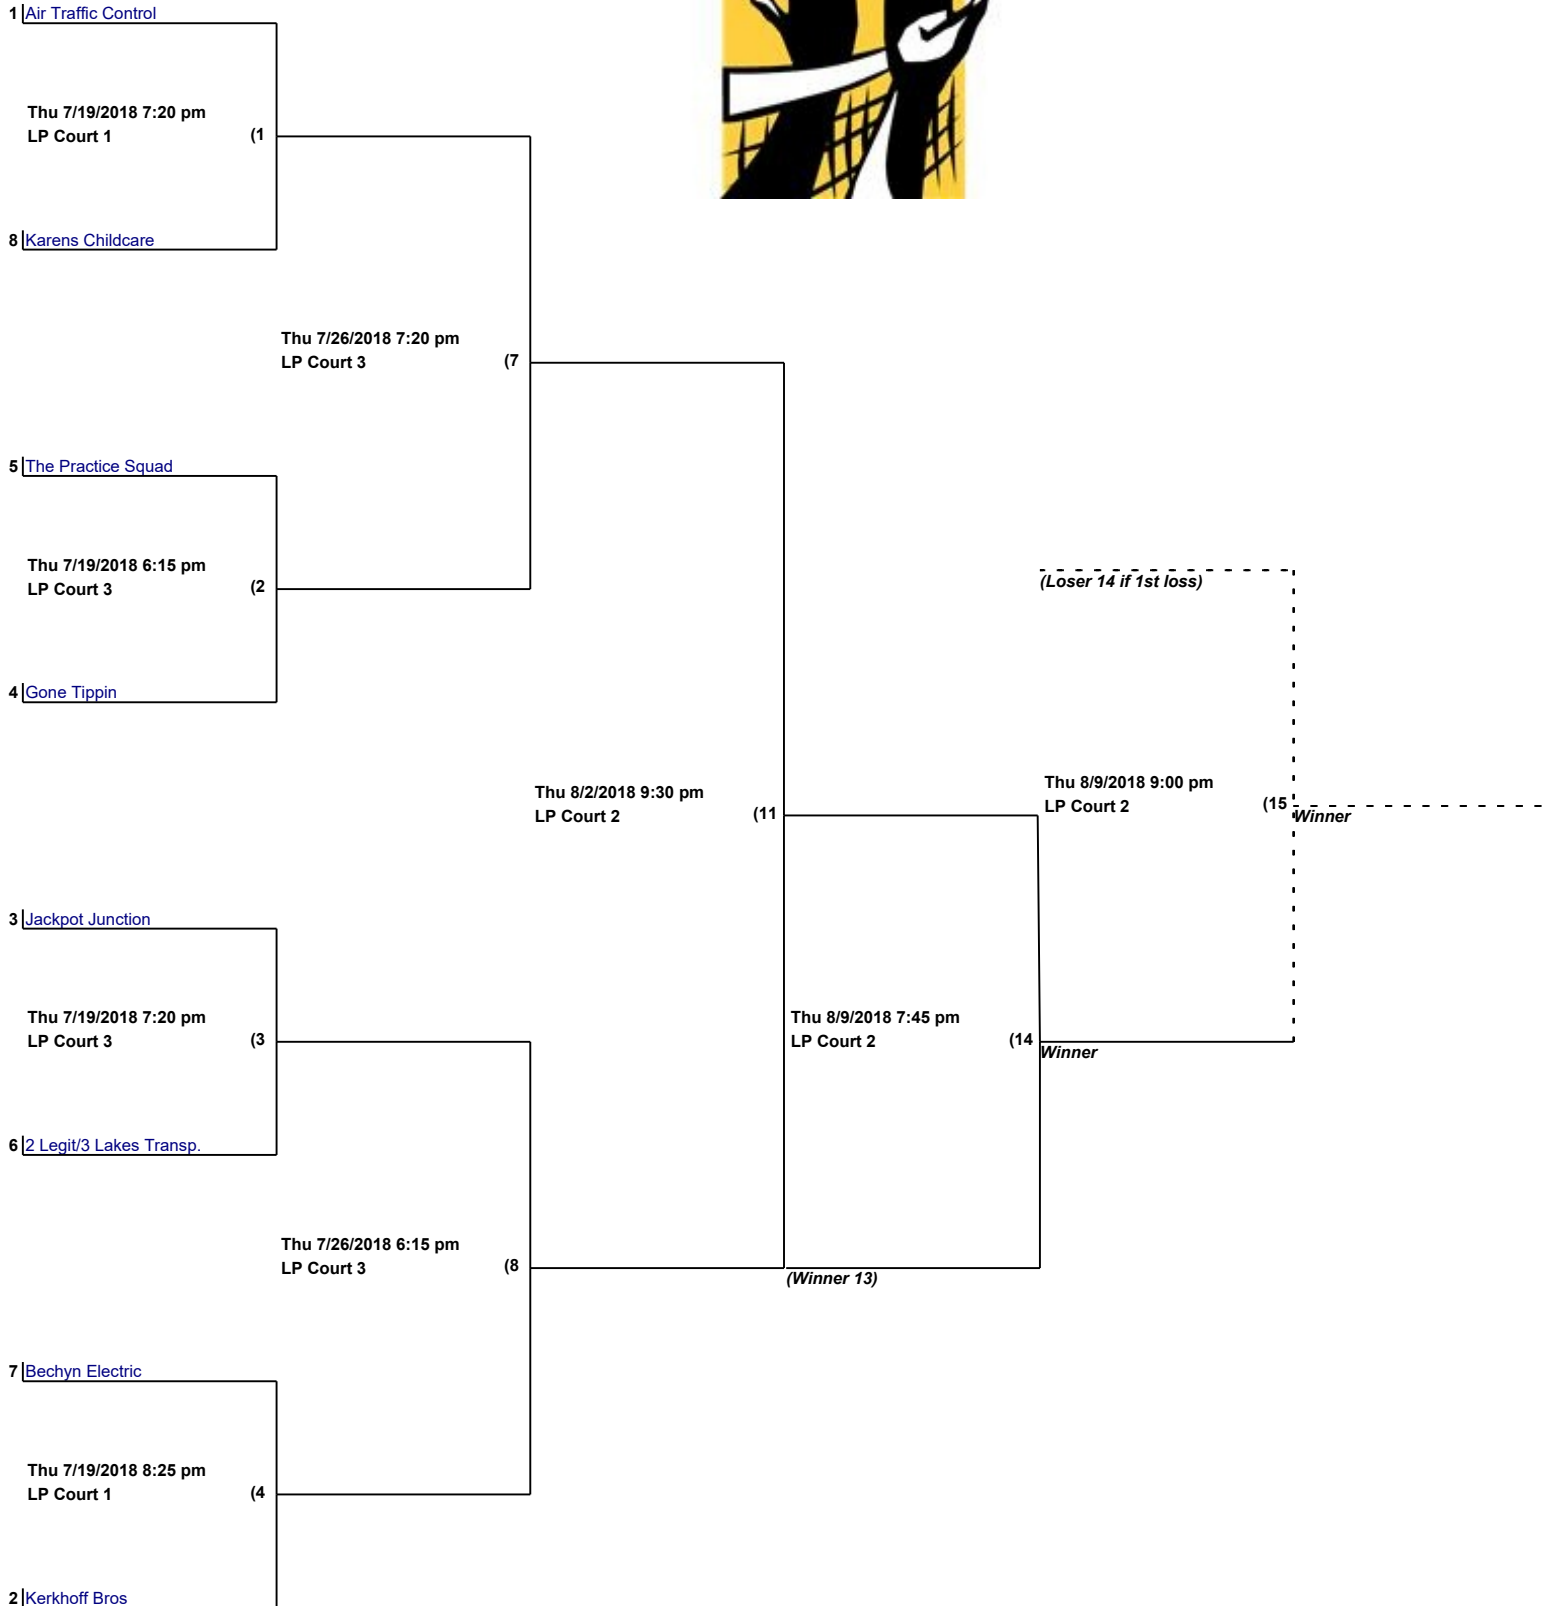 1 Air Traffic Control
Thu 7/19/2018 7:20 pm
LP Court 1 (1
8 Karens Childcare
Thu 7/26/2018 7:20 pm
LP Court 3 (7
5 The Practice Squad
Thu 7/19/2018 6:15 pm
LP Court 3 (2
(Loser 14 if 1st loss)
4 Gone Tippin
Thu 8/2/2018 9:30 pm
LP Court 2 (11
Thu 8/9/2018 9:00 pm
LP Court 2 (15
Winner
3 Jackpot Junction
Thu 7/19/2018 7:20 pm
LP Court 3 (3
Thu 8/9/2018 7:45 pm
LP Court 2 (14
Winner
6 2 Legit/3 Lakes Transp.
Thu 7/26/2018 6:15 pm
LP Court 3 (8
(Winner 13)
7 Bechyn Electric
Thu 7/19/2018 8:25 pm
LP Court 1 (4
2 Kerkhoff Bros